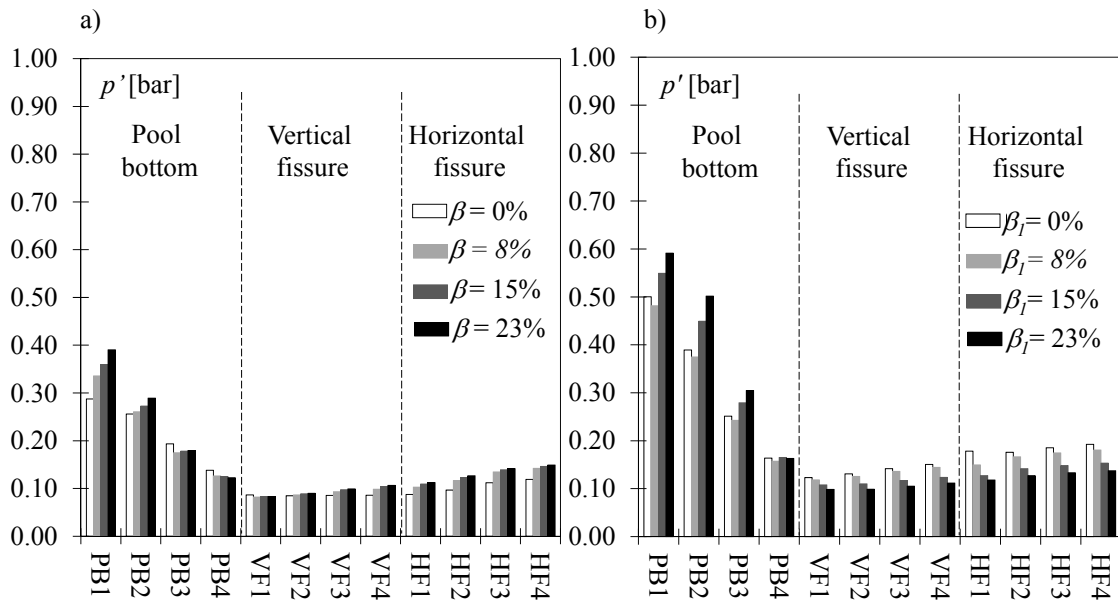 a)
1.00
0.90
0.80
0.70
0.60
0.50
0.40
0.30
0.20
0.10
0.00
p’ [bar]
Pool
bottom
Vertical
fissure
Horizontal
fissure
β = 0%
β = 8%
β = 15%
β = 23%
PB1
PB2
PB3
PB4
VF1
VF2
VF3
VF4
HF1
HF2
HF3
HF4
b)
1.00
0.90
0.80
0.70
0.60
0.50
0.40
0.30
0.20
0.10
0.00
p' [bar]
Pool
bottom
Vertical
fissure
Horizontal
fissure
β1= 0%
β1= 8%
β1= 15%
β1= 23%
PB1
PB2
PB3
PB4
VF1
VF2
VF3
VF4
HF1
HF2
HF3
HF4